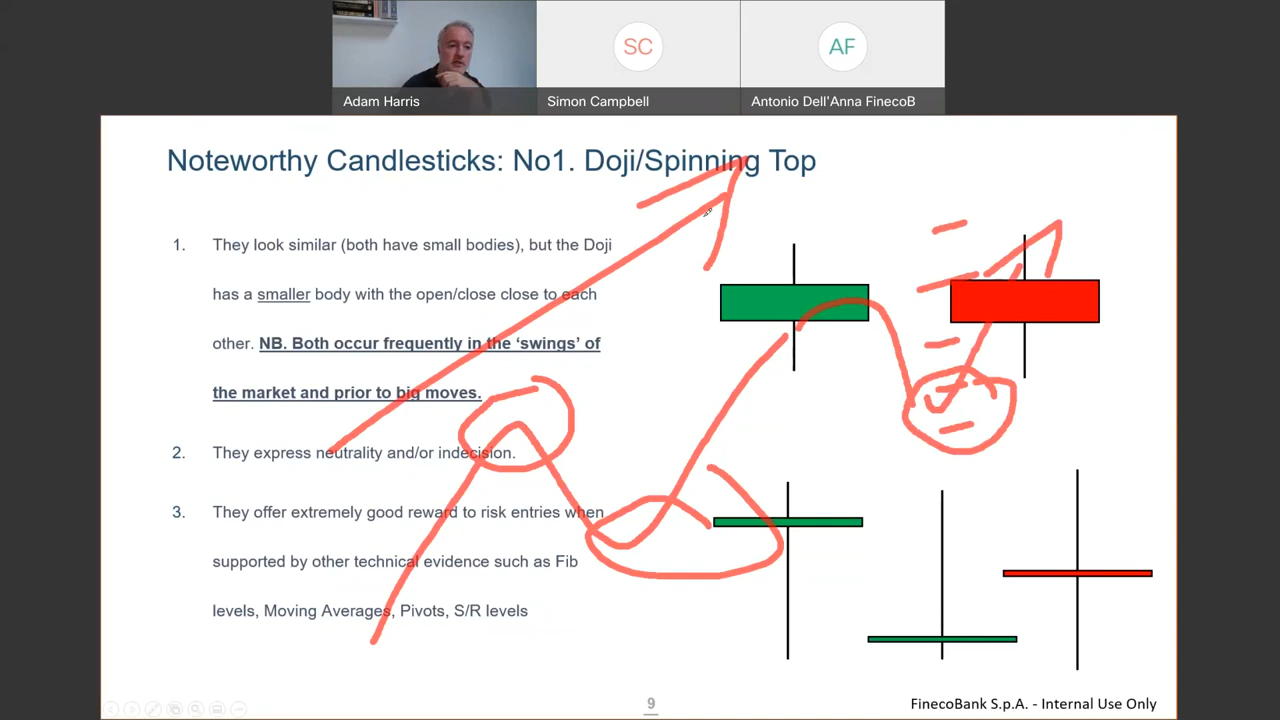 SC
AF
Adam Harris
Simon Campbell
Antonio Dell'Anna FinecoB
Noteworthy Candlesticks: No1. Doji/Spinning Top
1. They look similar (both have small bodies), but the Doji
has a smaller body with the open/close close to each
other. NB. Both occur frequently in the ‘swings’ of
the market and prior to big moves.
2. They express neutrality and/or indecision.
3. They offer extremely good reward to risk entries when
supported by other technical evidence such as Fib
levels, Moving Averages, Pivots, S/R levels
9
FinecoBank S.p.A. - Internal Use Only